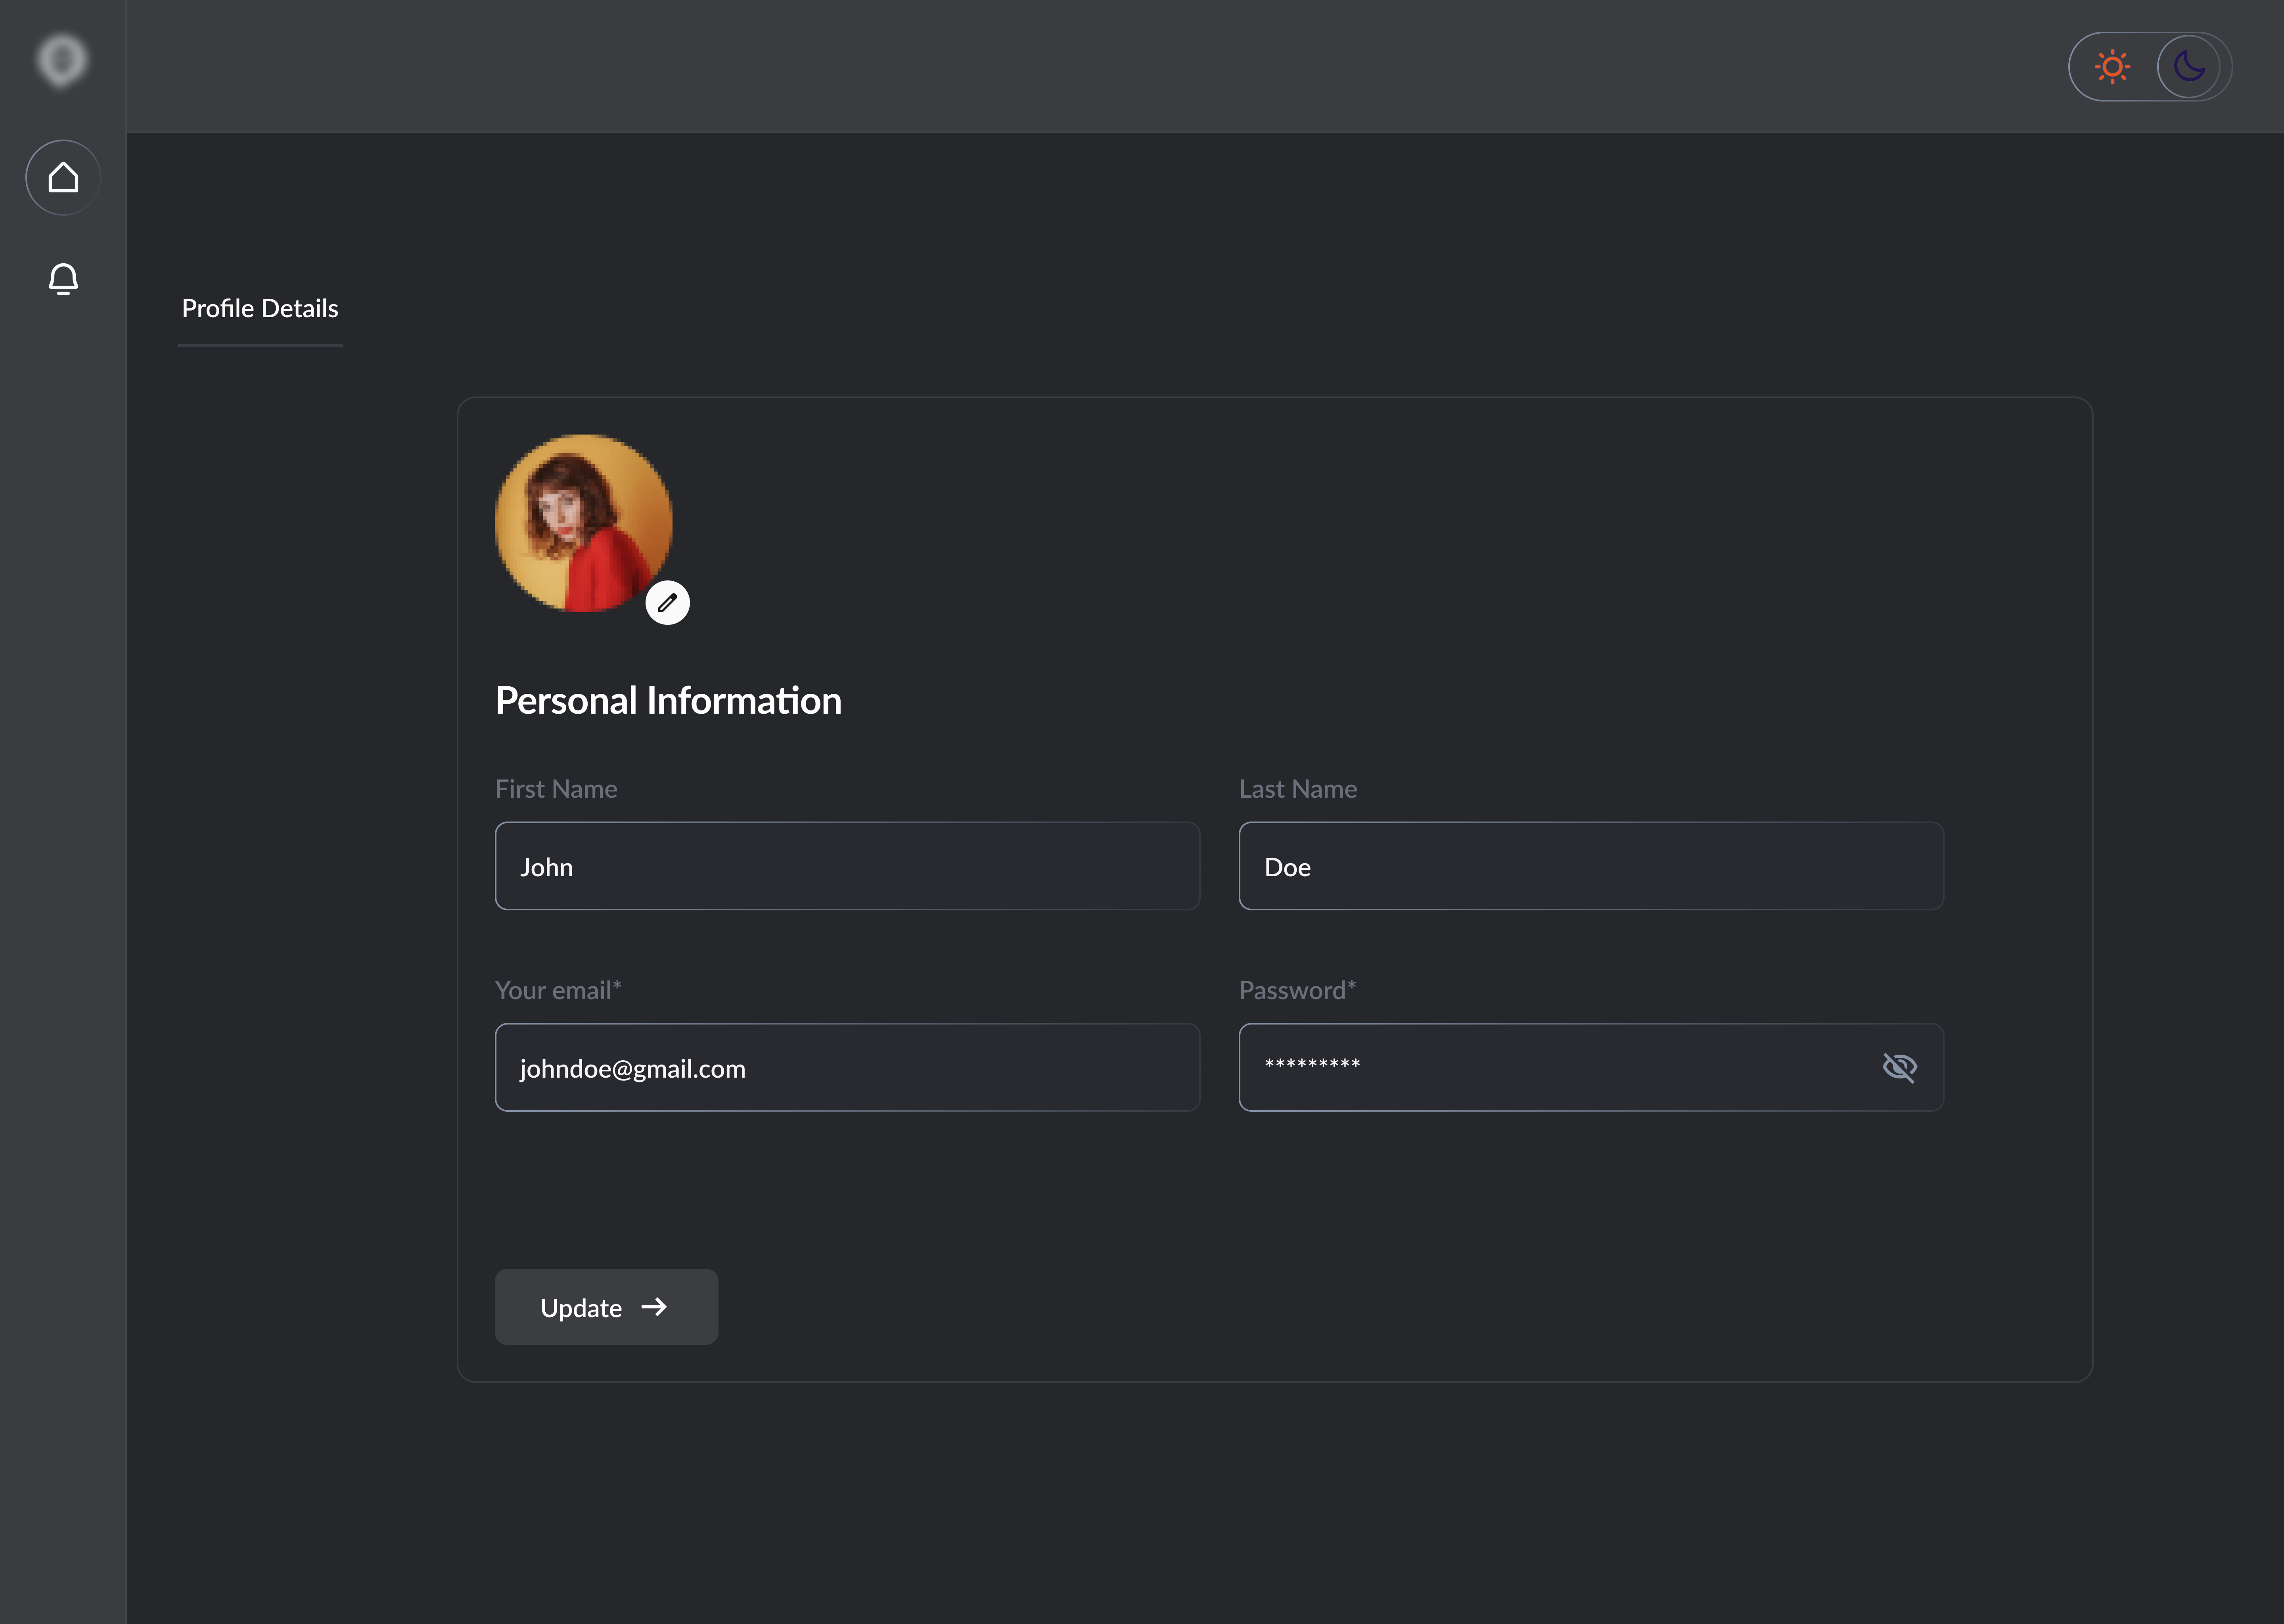 Profile Details
Personal Information
First Name
Last Name
John
Doe
Your email*
Password*
johndoe@gmail.com
*********
Update